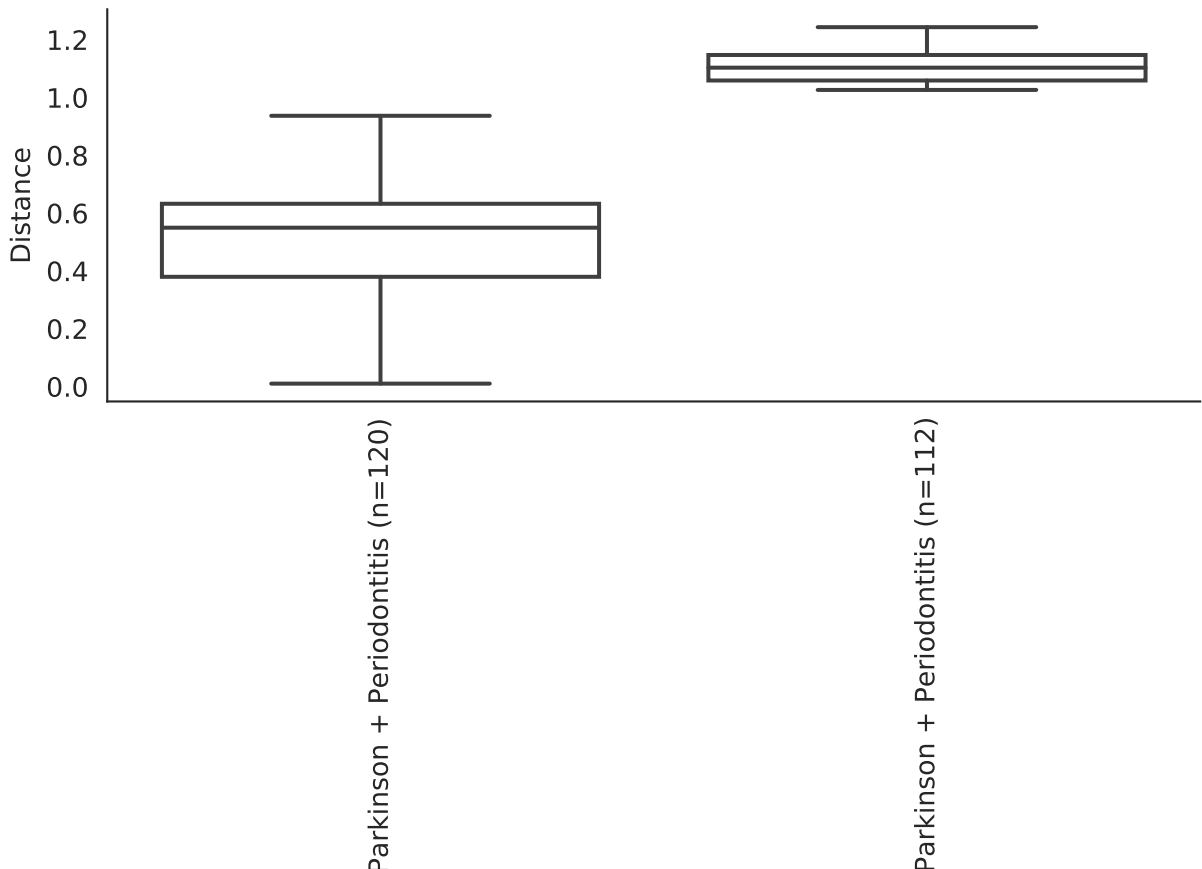 1.2
1.0
0.8
0.6
0.4
0.2
0.0
Distance
Parkinson + Periodontitis (n=120)
Parkinson + Periodontitis (n=112)